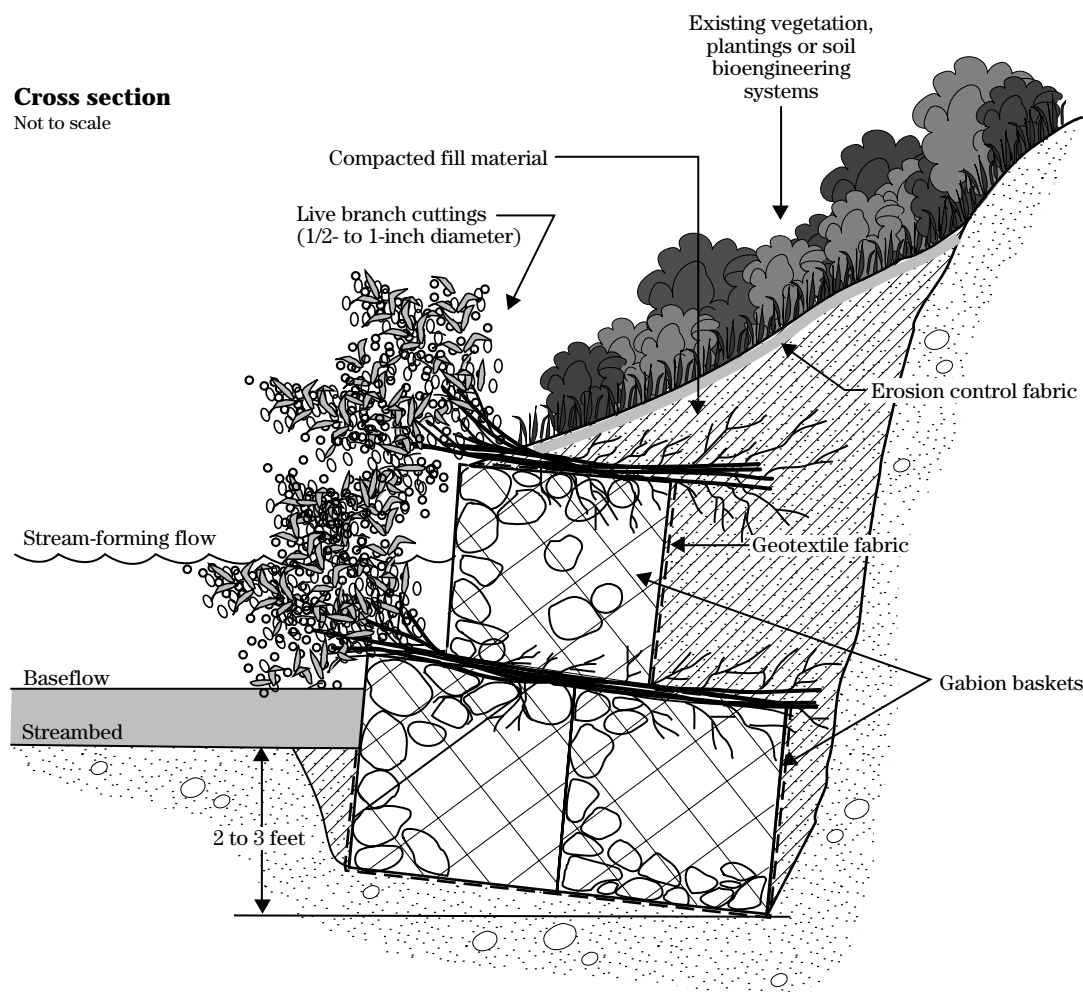 Existing vegetation,
plantings or soil
bioengineering
systems
Cross section
Not to scale
Compacted fill material
Live branch cuttings
(1/2- to 1-inch diameter)
Erosion control fabric
Stream-forming flow
Geotextile fabric
Baseflow
Gabion baskets
Streambed
2 to 3 feet